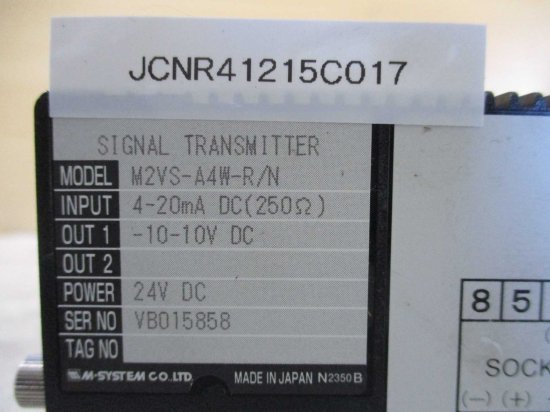 JCNR41215C017
SIGNAL TRANSMITTER
MODEL M2VS-A4W-R/N
INPUT 4-20mA DC(250Ω)
OUT 1 -10-10V DC
OUT 2
POWER 24V DC
SER NO VB015858
TAG NO
M-SYSTEM CO.,LTD. MADE IN JAPAN N2350 B
8 5
SOCK
(-) (+)